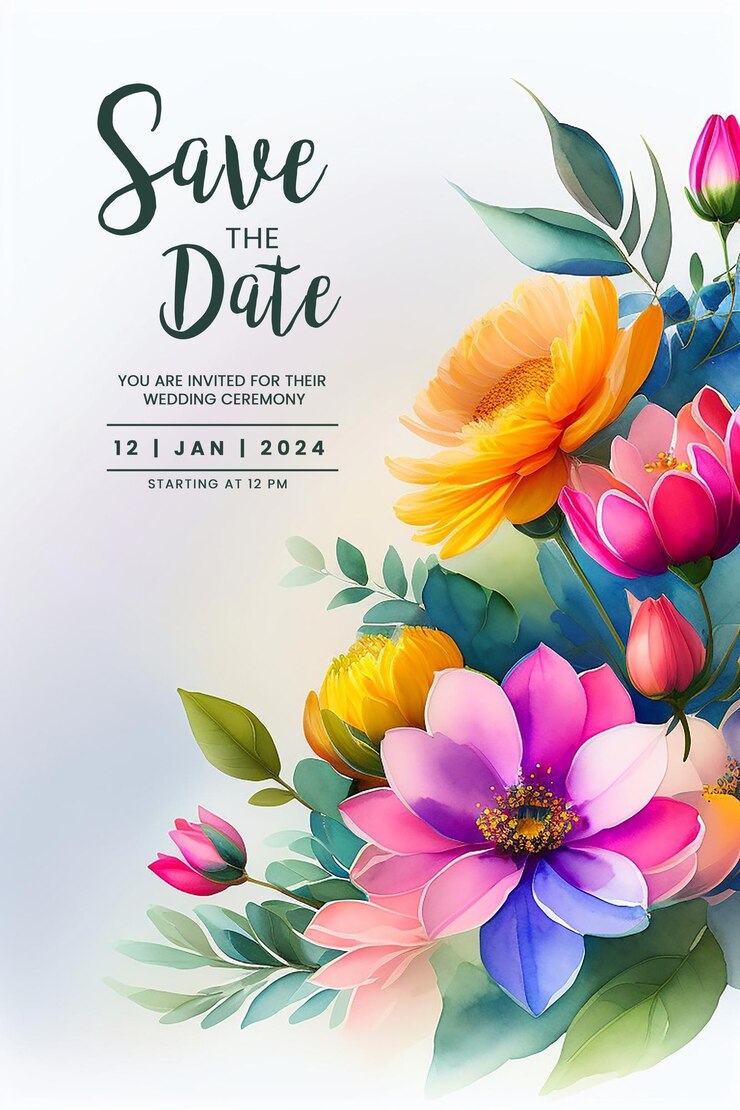 Save
THE
Date
YOU ARE INVITED FOR THEIR
WEDDING CEREMONY
12 | JAN | 2024
STARTING AT 12 PM